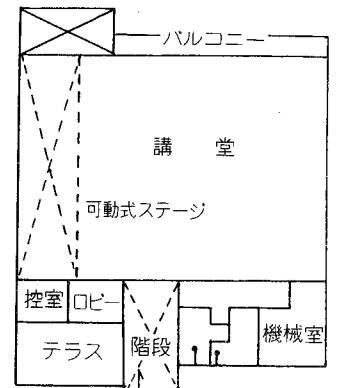 バルコニー
講堂
可動式ステージ
控室
ロビー
機械室
テラス
階段